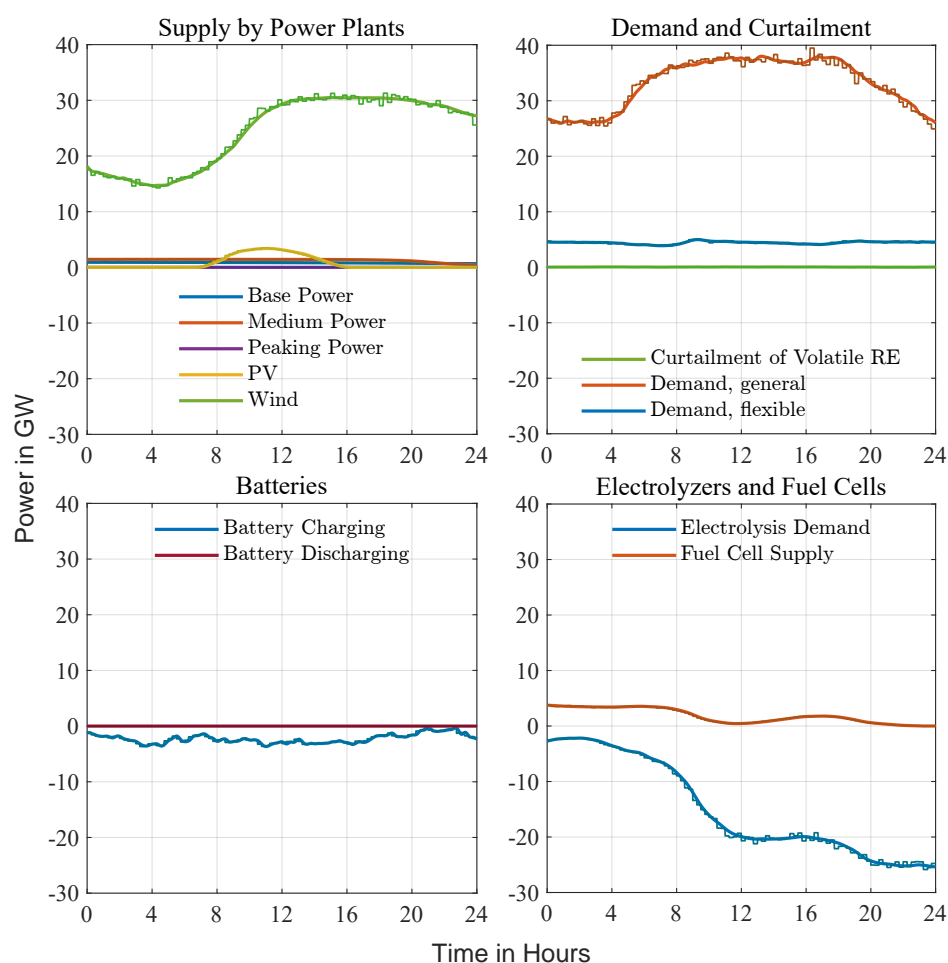 Supply by Power Plants
40
30
20
10
0
-10
-20
-30
Base Power
Medium Power
Peaking Power
PV
Wind
0 4 8 12 16 20 24
Demand and Curtailment
40
30
20
10
0
-10
-20
-30
Curtailment of Volatile RE
Demand, general
Demand, flexible
0 4 8 12 16 20 24
Power in GW
Batteries
40
30
20
10
0
-10
-20
-30
Battery Charging
Battery Discharging
0 4 8 12 16 20 24
Electrolyzers and Fuel Cells
40
30
20
10
0
-10
-20
-30
Electrolysis Demand
Fuel Cell Supply
0 4 8 12 16 20 24
Time in Hours